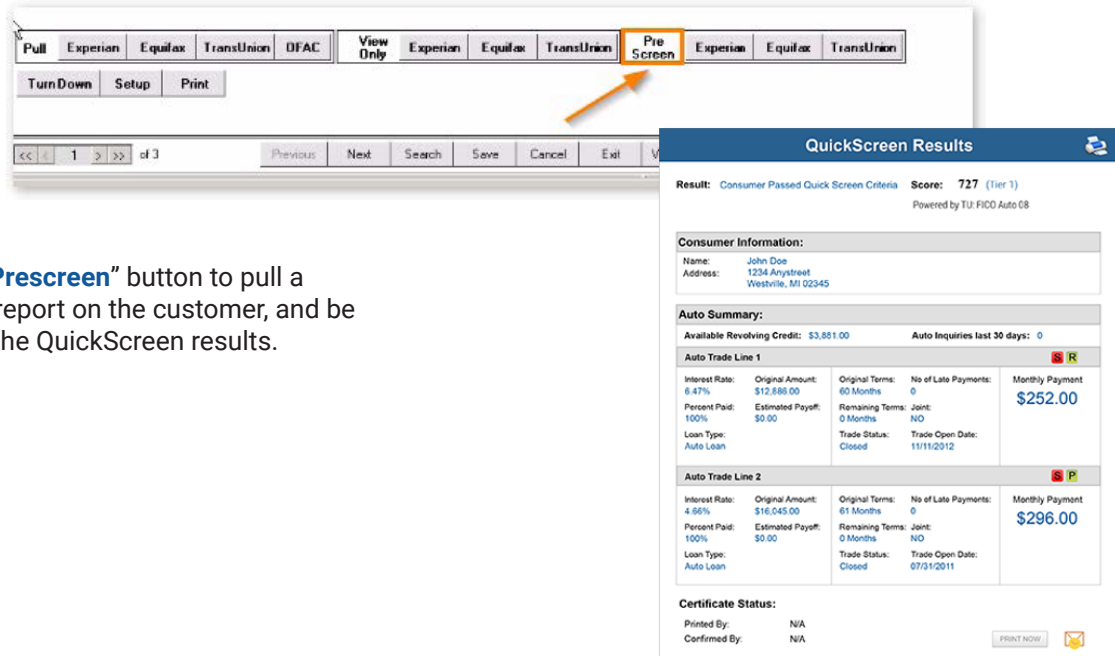 Pull Experian Equifax TransUnion OFAC View Only Experian Equifax TransUnion Pre Screen Experian Equifax TransUnion
Turn Down Setup Print
<< < 1 > >> of 3 Previous Next Search Save Cancel Exit
Prescreen” button to pull a
report on the customer, and be
the QuickScreen results.
QuickScreen Results
Result: Consumer Passed Quick Screen Criteria Score: 727 (Tier 1)
Powered by TU: FICO Auto 08
Consumer Information:
Name: John Doe
Address: 1234 Anystreet
Westville, MI 02345
Auto Summary:
Available Revolving Credit: $3,881.00 Auto Inquiries last 30 days: 0
Auto Trade Line 1 S R
Interest Rate: Original Amount: Original Terms: No of Late Payments: Monthly Payment
6.47% $12,886.00 60 Months 0 $252.00
Percent Paid: Estimated Payoff: Remaining Terms: Joint:
100% $0.00 0 Months NO
Loan Type: Trade Status: Trade Open Date:
Auto Loan Closed 11/11/2012
Auto Trade Line 2 S P
Interest Rate: Original Amount: Original Terms: No of Late Payments: Monthly Payment
4.66% $16,045.00 61 Months 0 $296.00
Percent Paid: Estimated Payoff: Remaining Terms: Joint:
100% $0.00 0 Months NO
Loan Type: Trade Status: Trade Open Date:
Auto Loan Closed 07/31/2011
Certificate Status:
Printed By: N/A
Confirmed By: N/A PRINT NOW